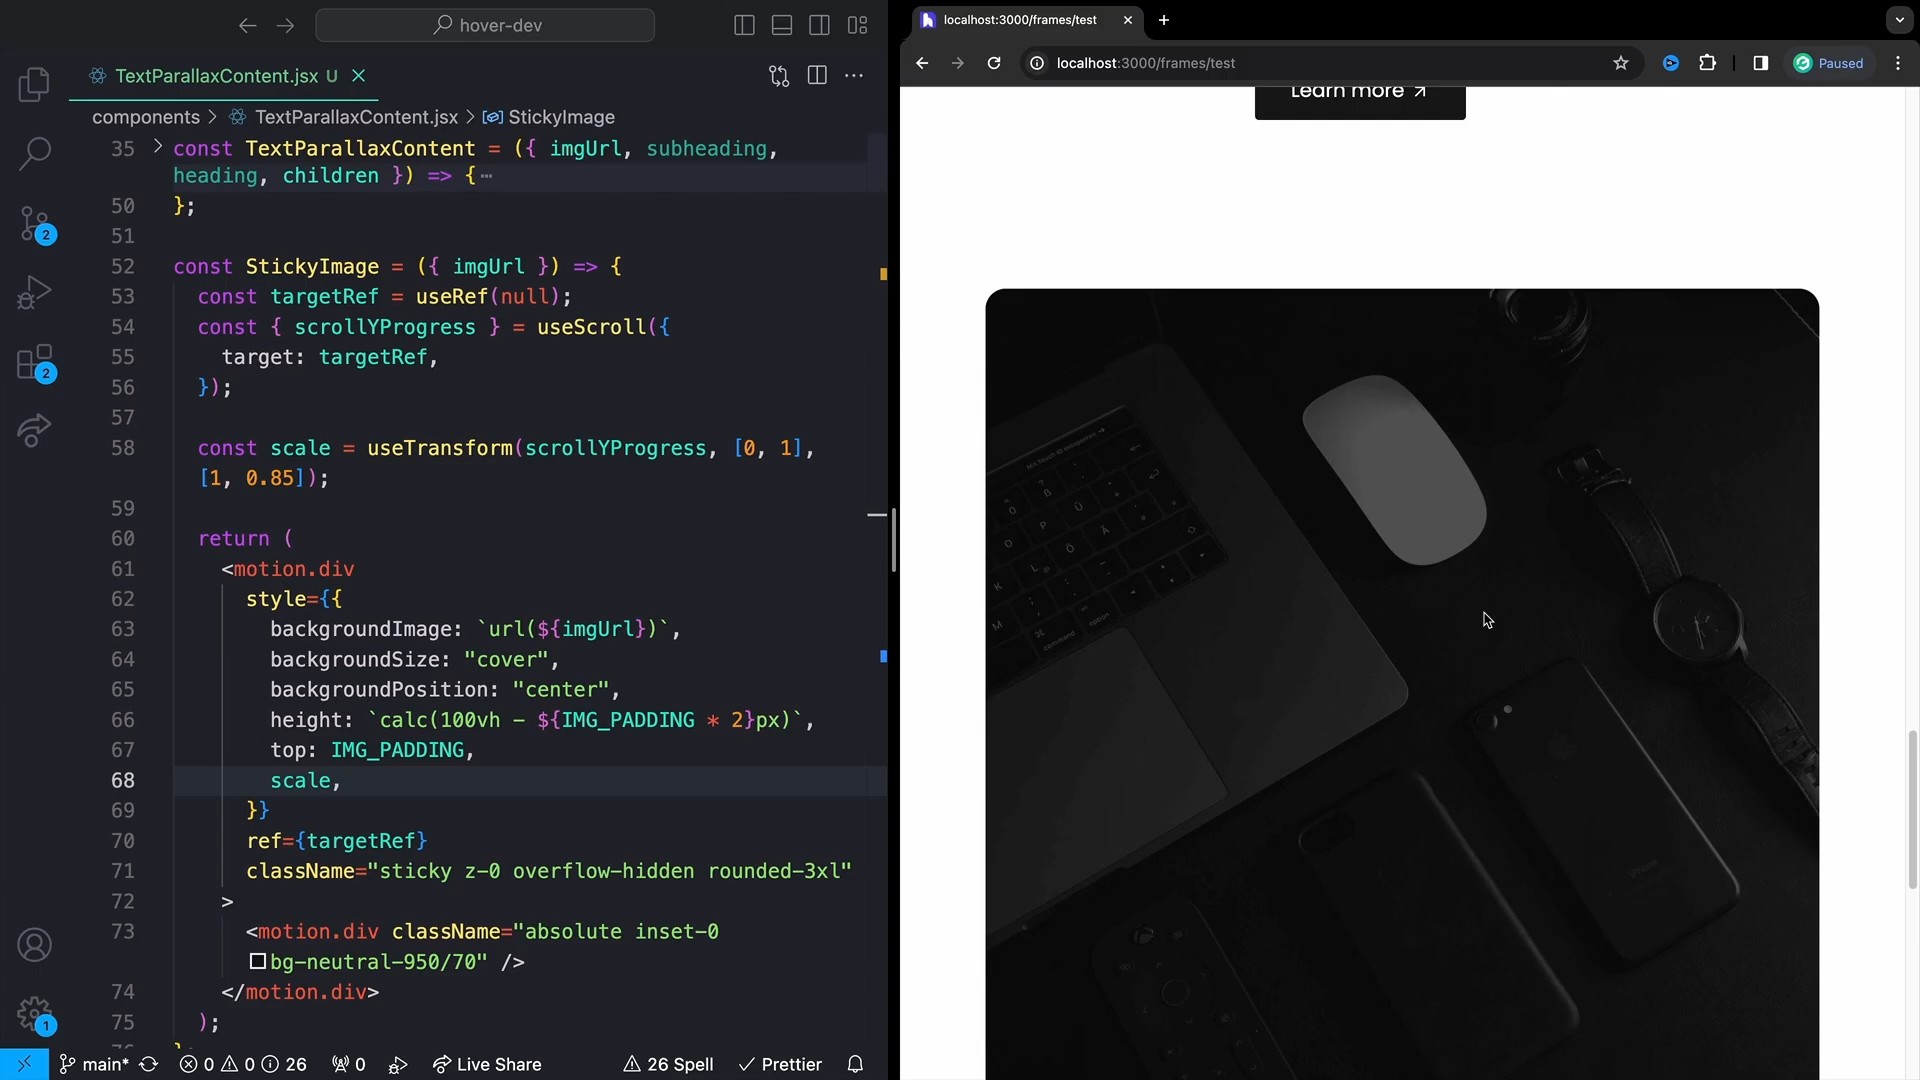 hover-dev
TextParallaxContent.jsx U
components > TextParallaxContent.jsx > StickyImage
35 const TextParallaxContent = ({ imgUrl, subheading,
heading, children }) => {⋯
50 };
51
52 const StickyImage = ({ imgUrl }) => {
53 const targetRef = useRef(null);
54 const { scrollYProgress } = useScroll({
55 target: targetRef,
56 });
57
58 const scale = useTransform(scrollYProgress, [0, 1],
[1, 0.85]);
59
60 return (
61 <motion.div
62 style={{
63 backgroundImage: `url(${imgUrl})`,
64 backgroundSize: "cover",
65 backgroundPosition: "center",
66 height: `calc(100vh - ${IMG_PADDING * 2}px)`,
67 top: IMG_PADDING,
68 scale,
69 }}
70 ref={targetRef}
71 className="sticky z-0 overflow-hidden rounded-3xl"
72 >
73 <motion.div className="absolute inset-0
bg-neutral-950/70" />
74 </motion.div>
75 );
2
2
1
main* 0 0 26 0 Live Share 26 Spell Prettier
localhost:3000/frames/test
localhost:3000/frames/test
Paused
Learn more
command
option
iPhone